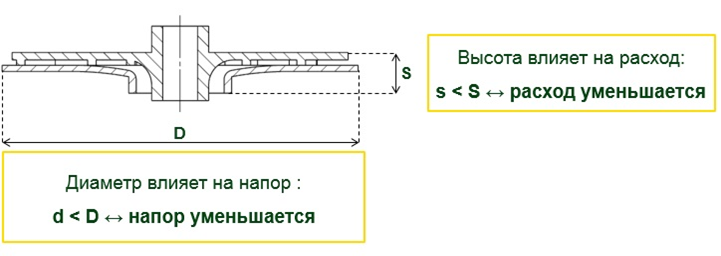 S
D
Высота влияет на расход:
s < S ↔ расход уменьшается
Диаметр влияет на напор :
d < D ↔ напор уменьшается